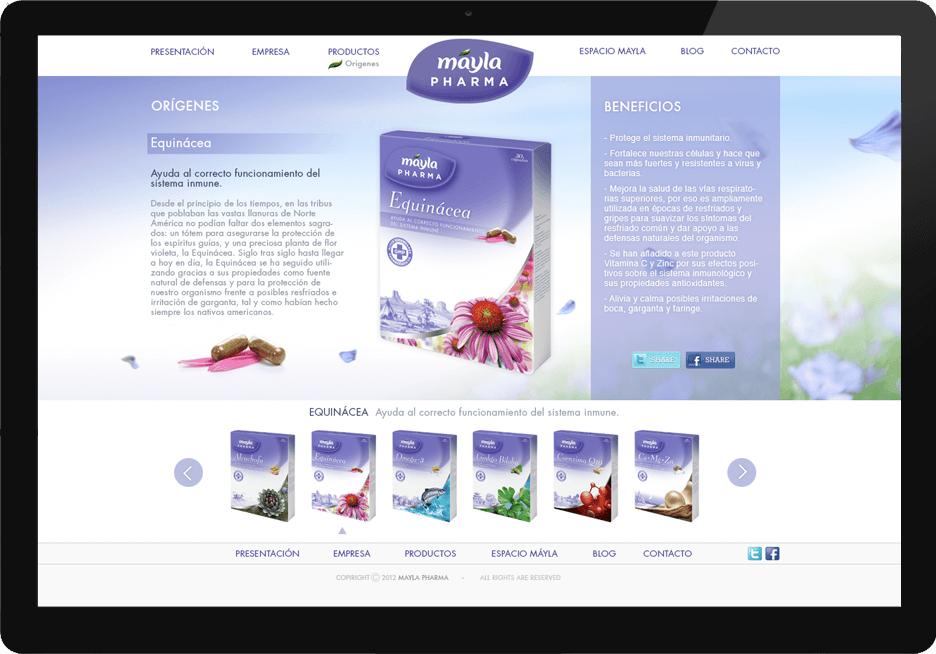 PRESENTACIÓN EMPRESA PRODUCTOS
Orígenes
mayla
PHARMA
ESPACIO MAYLA BLOG CONTACTO
ORÍGENES
Equinácea
Ayuda al correcto funcionamiento del
sistema inmune.
Desde el principio de los tiempos, en las tribus
que poblaban las vastas llanuras de Norte
América no podían faltar dos elementos sagra-
dos: un tótem para asegurarse la protección de
los espíritus guías, y una preciosa planta de flor
violeta, la Equinácea. Siglo tras siglo hasta llegar
a hoy en día, la Equinácea se ha seguido utili-
zando gracias a sus propiedades como fuente
natural de defensas y para la protección de
nuestro organismo frente a posibles resfriados e
irritación de garganta, tal y como habían hecho
siempre los nativos americanos.
mayla
PHARMA
30
Equinácea
AYUDA AL CORRECTO FUNCIONAMIENTO
DEL SISTEMA INMUNE
BENEFICIOS
- Protege el sistema inmunitario.
- Fortalece nuestras células y hace que
sean más fuertes y resistentes a virus y
bacterias.
- Mejora la salud de las vías respirato-
rias superiores, por eso es ampliamente
utilizada en épocas de resfriados y
gripes para suavizar los síntomas del
resfriado común y dar apoyo a las
defensas naturales del organismo.
- Se han añadido a este producto
Vitamina C y Zinc por sus efectos posi-
tivos sobre el sistema inmunológico y
sus propiedades antioxidantes.
- Alivia y calma posibles irritaciones de
boca, garganta y faringe.
SHARE SHARE
EQUINÁCEA Ayuda al correcto funcionamiento del sistema inmune.
mayla mayla mayla mayla mayla mayla
PHARMA PHARMA PHARMA PHARMA PHARMA PHARMA
Alcachofa Equinácea Omega-3 Ginkgo Biloba Coenzima Q10 Ca+Mg+Zn
PRESENTACIÓN EMPRESA PRODUCTOS ESPACIO MÁYLA BLOG CONTACTO
COPIRIGHT © 2012 MAYLA PHARMA - ALL RIGHTS ARE RESERVED